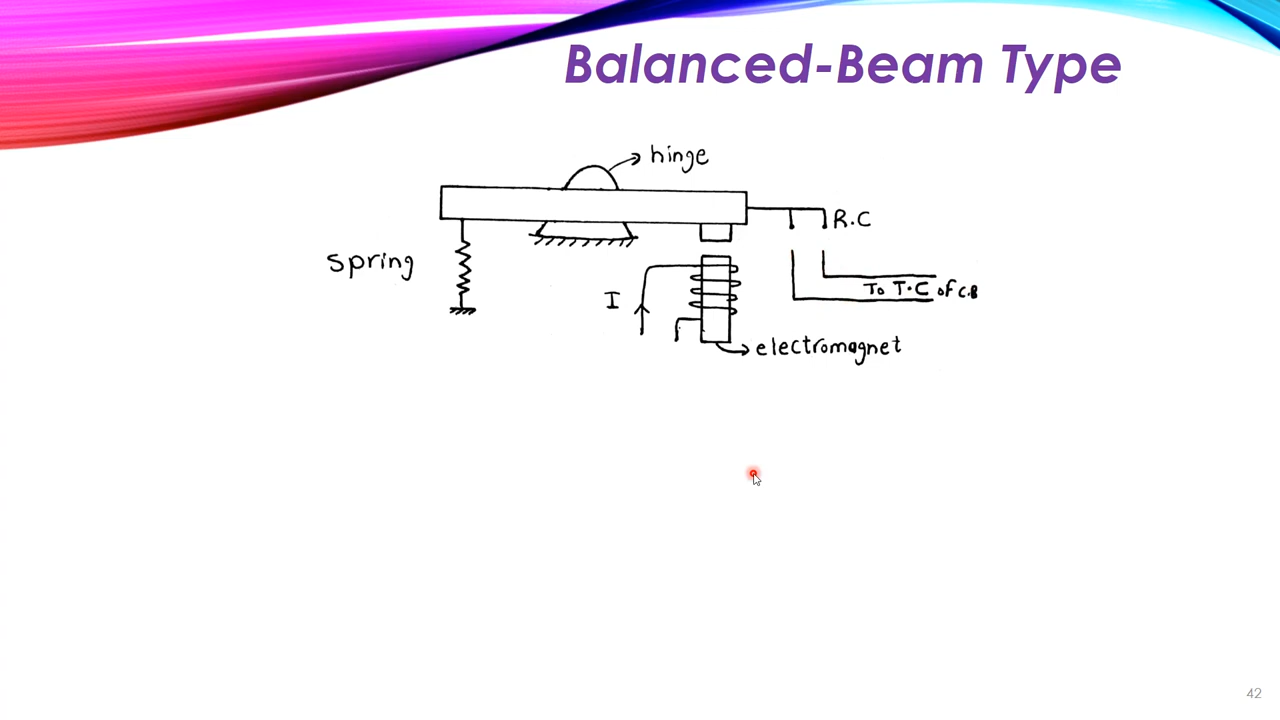 Balanced-Beam Type
hinge
R.C
spring
I
To T.C of C.B
electromagnet
42